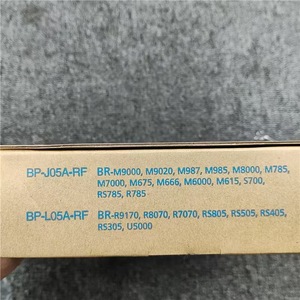 BP-J05A-RF BR-M9000, M9020, M987, M985, M8000, M785,
M7000, M675, M666, M6000, M615, S700,
RS785, R785
BP-L05A-RF BR-R9170, R8070, R7070, RS805, RS505, RS405,
RS305, U5000